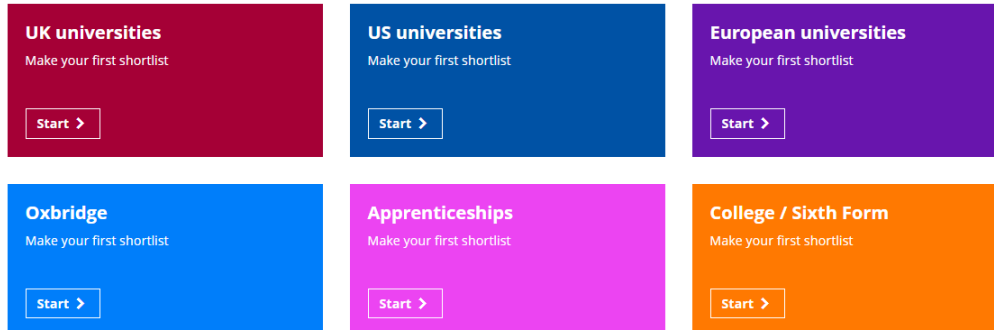 UK universities
Make your first shortlist
Start
US universities
Make your first shortlist
Start
European universities
Make your first shortlist
Start
Oxbridge
Make your first shortlist
Start
Apprenticeships
Make your first shortlist
Start
College / Sixth Form
Make your first shortlist
Start